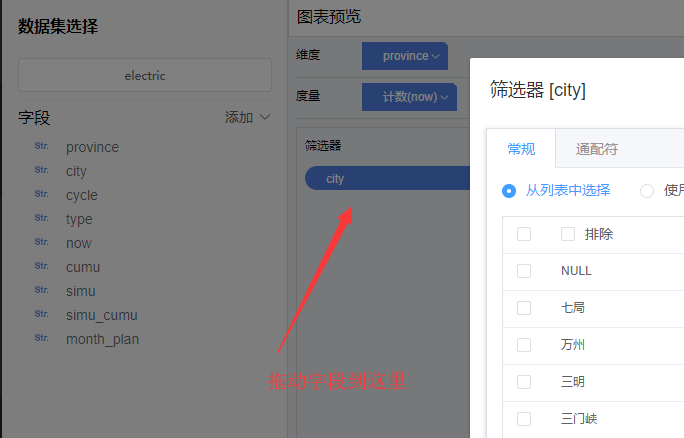 数据集选择
electric
字段
添加
Str. province
Str. city
Str. cycle
Str. type
Str. now
Str. cumu
Str. simu
Str. simu_cumu
Str. month_plan
图表预览
维度
province
度量
计数(now)
筛选器
city
拖动字段到这里
筛选器 [city]
常规
通配符
从列表中选择
使用
排除
NULL
七局
万州
三明
三门峡